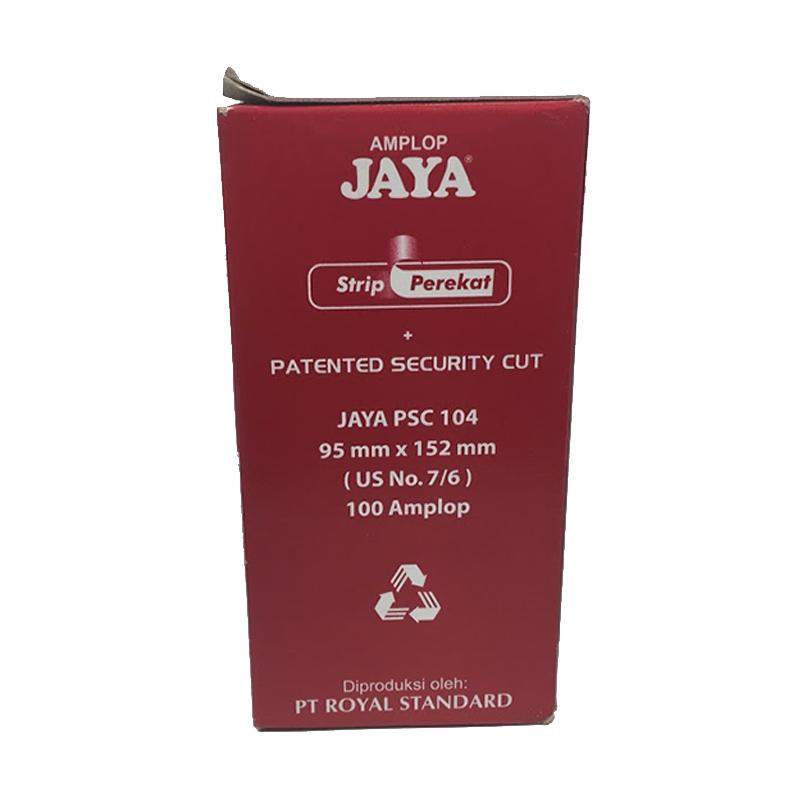 AMPLOP
JAYA®
Strip Perekat
+
PATENTED SECURITY CUT
JAYA PSC 104
95 mm x 152 mm
( US No. 7/6 )
100 Amplop
Diproduksi oleh:
PT ROYAL STANDARD